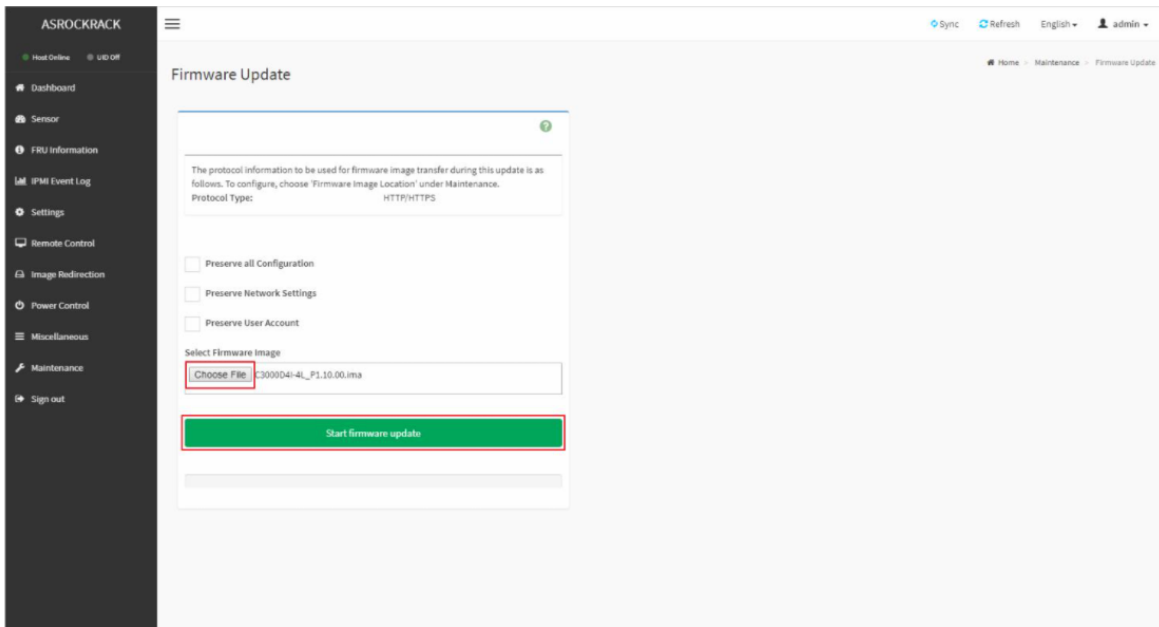 ASROCKRACK
Sync Refresh English admin
Host Online UID Off
Home > Maintenance > Firmware Update
Firmware Update
Dashboard
Sensor
FRU Information
IPMI Event Log
Settings
Remote Control
Image Redirection
Power Control
Miscellaneous
Maintenance
Sign out
?
The protocol information to be used for firmware image transfer during this update is as
follows. To configure, choose 'Firmware Image Location' under Maintenance.
Protocol Type: HTTP/HTTPS
Preserve all Configuration
Preserve Network Settings
Preserve User Account
Select Firmware Image
Choose File C3000D4I-4L_P1.10.00.ima
Start firmware update